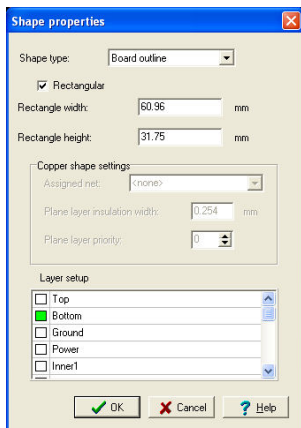 Shape properties
Shape type: Board outline
Rectangular
Rectangle width: 60.96 mm
Rectangle height: 31.75 mm
Copper shape settings
Assigned net: <none>
Plane layer insulation width: 0.254 mm
Plane layer priority: 0
Layer setup
Top
Bottom
Ground
Power
Inner1
OK Cancel ? Help